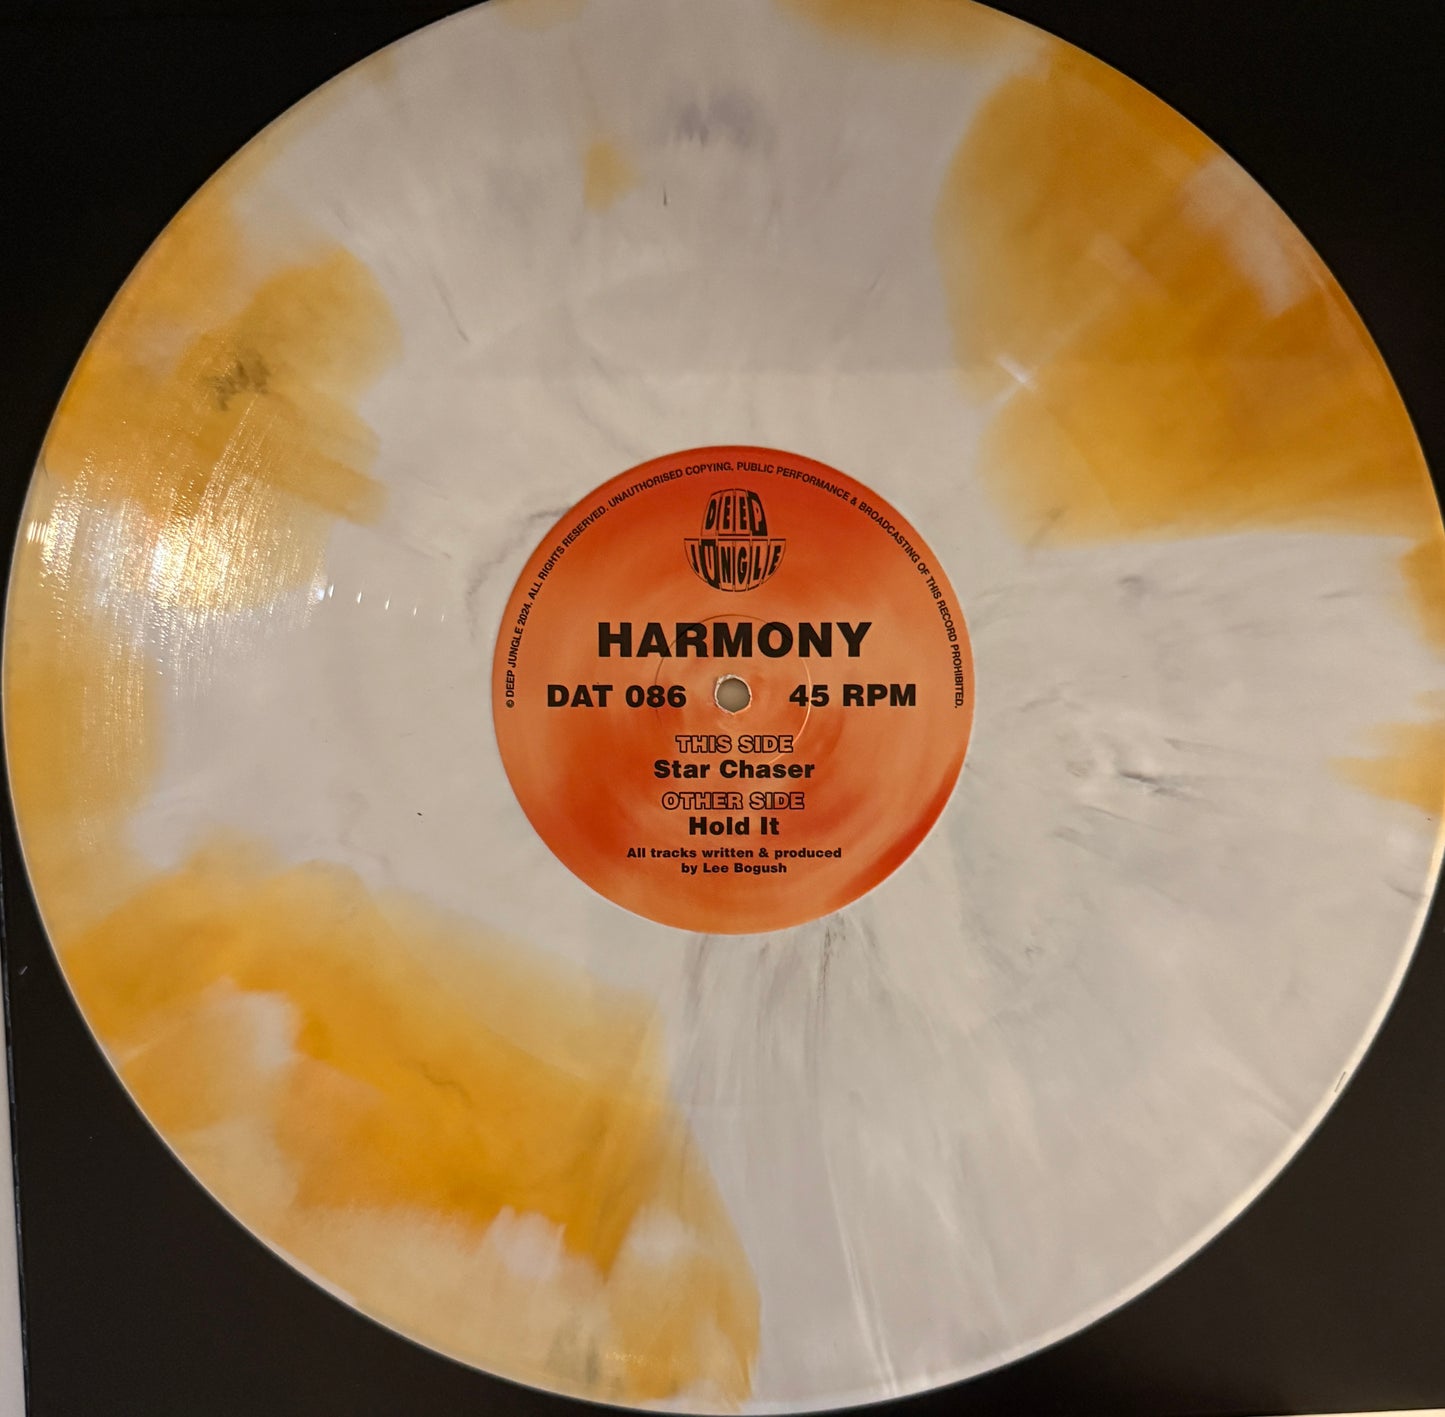 © DEEP JUNGLE 2024. ALL RIGHTS RESERVED. UNAUTHORISED COPYING, PUBLIC PERFORMANCE & BROADCASTING OF THIS RECORD PROHIBITED.
DEEP
JUNGLE
HARMONY
DAT 086 45 RPM
THIS SIDE
Star Chaser
OTHER SIDE
Hold It
All tracks written & produced
by Lee Bogush